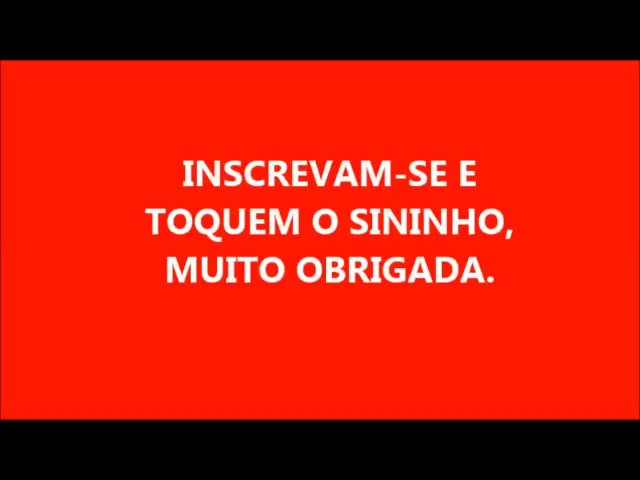 INSCREVAM-SE E
TOQUEM O SININHO,
MUITO OBRIGADA.